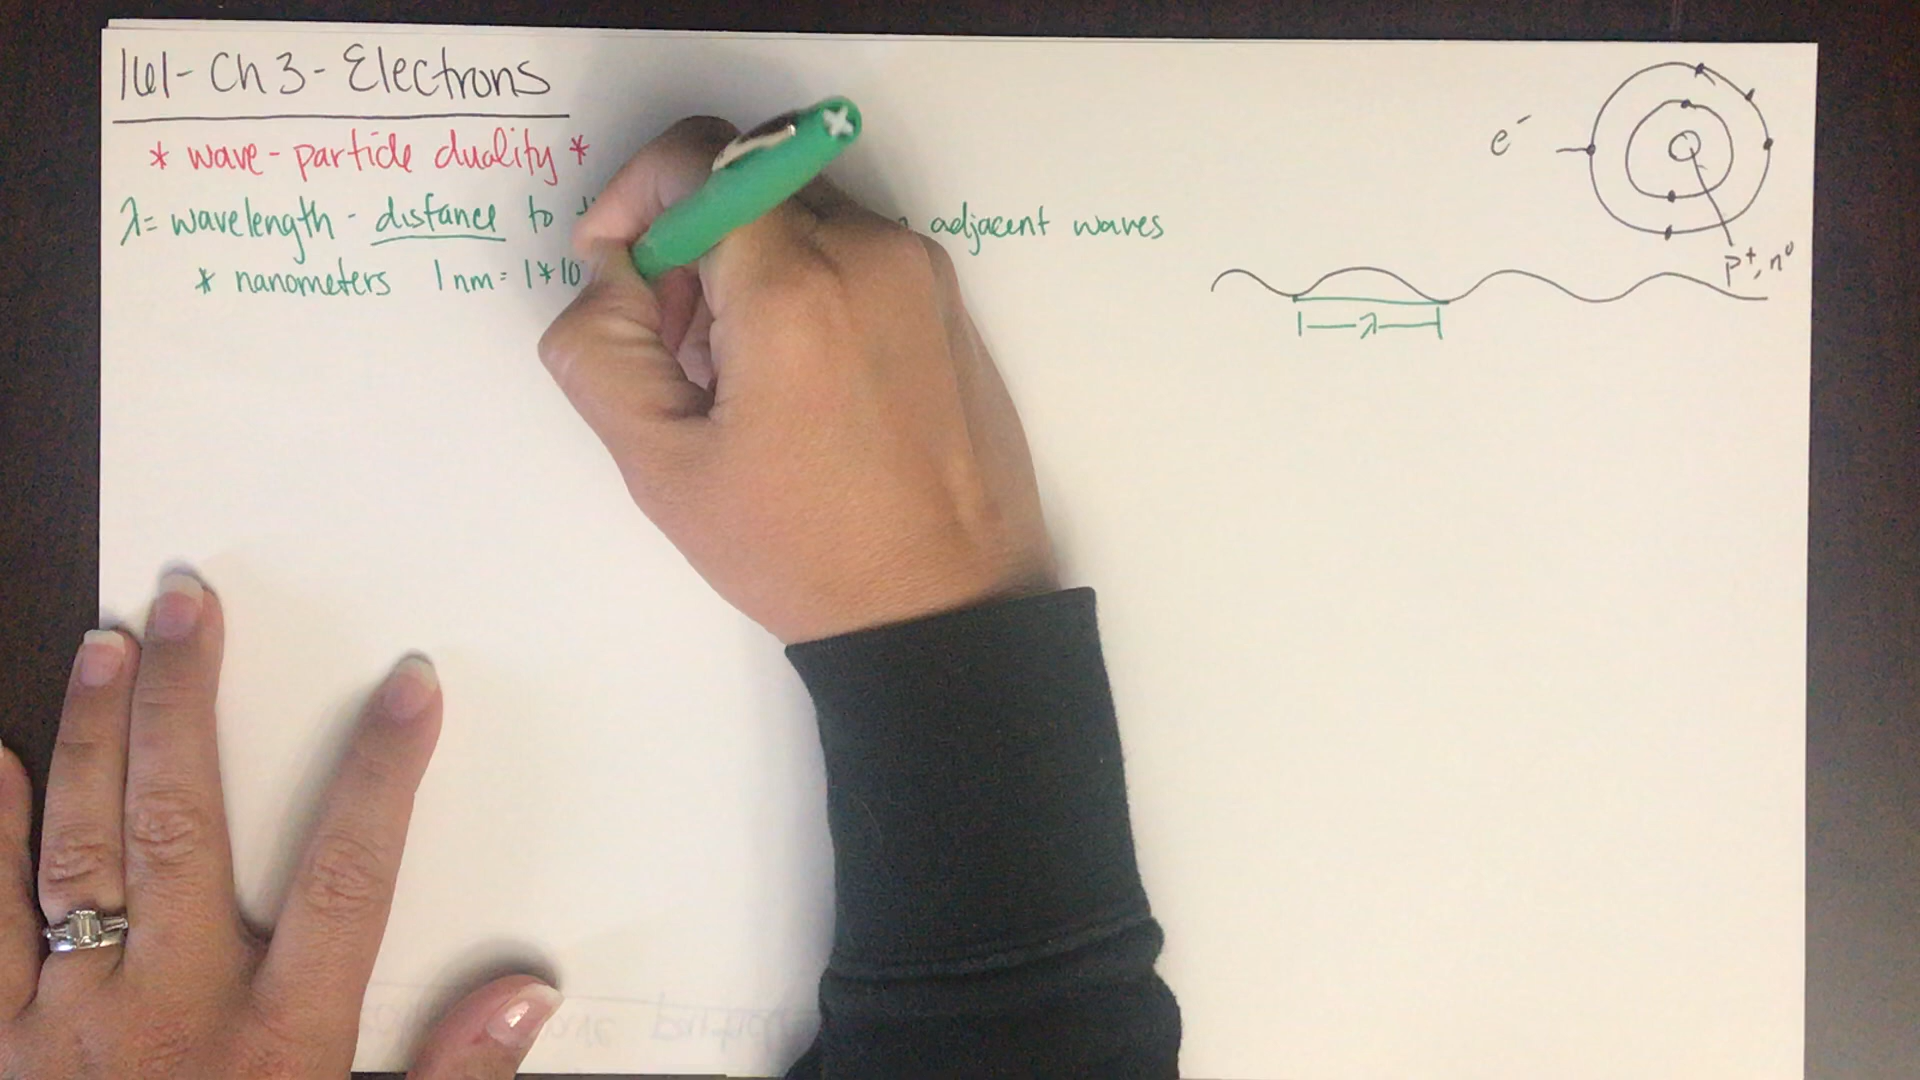 161 - Ch 3 - Electrons
* wave - particle duality *
λ = wavelength - distance to adjacent waves
* nanometers 1 nm = 1*10
e⁻
p⁺, n⁰
λ